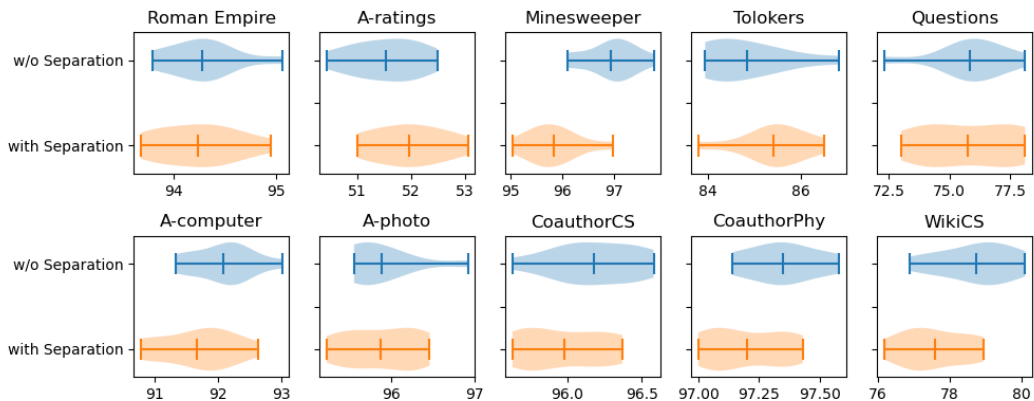 Roman Empire A-ratings Minesweeper Tolokers Questions
w/o Separation
with Separation
94 95 51 52 53 95 96 97 84 86 72.5 75.0 77.5
A-computer A-photo CoauthorCS CoauthorPhy WikiCS
w/o Separation
with Separation
91 92 93 96 97 96.0 96.5 97.00 97.25 97.50 76 78 80